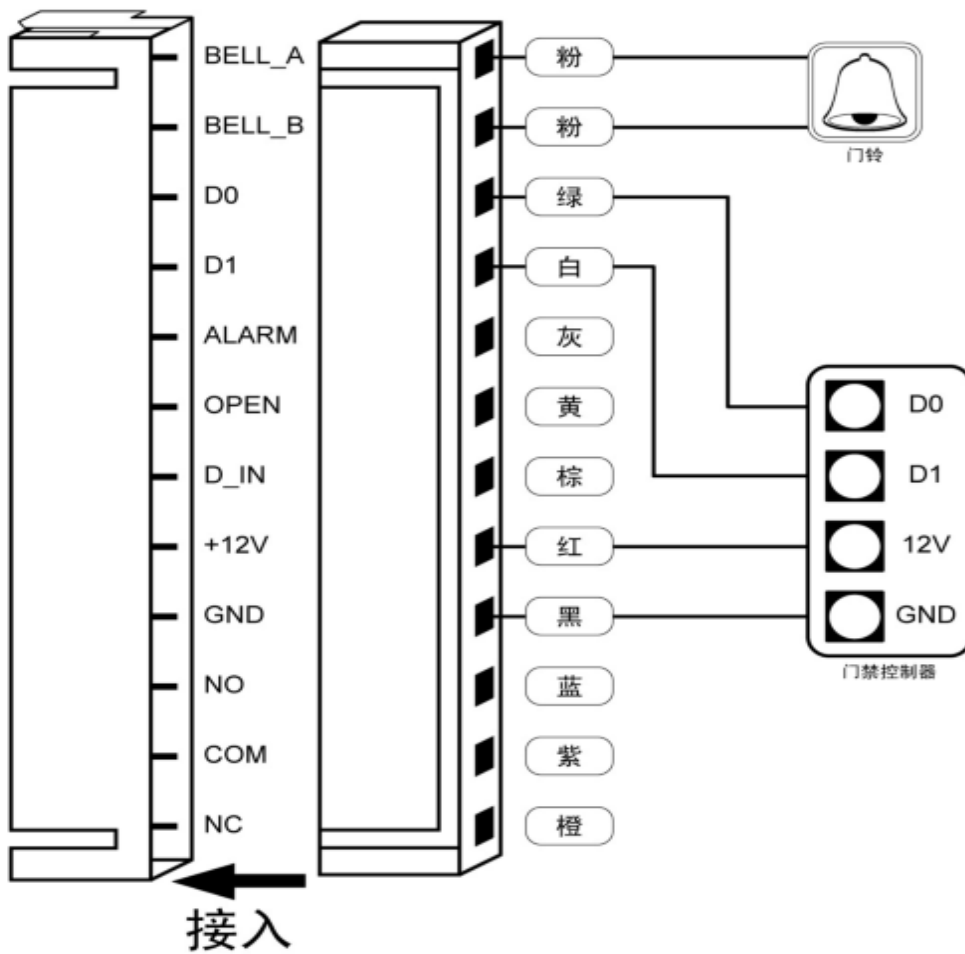 BELL_A 粉
门铃
BELL_B 粉
D0 绿
D1 白
ALARM 灰
OPEN 黄
D0
D_IN 棕
D1
+12V 红
12V
GND 黑
GND
门禁控制器
NO 蓝
COM 紫
NC 橙
接入